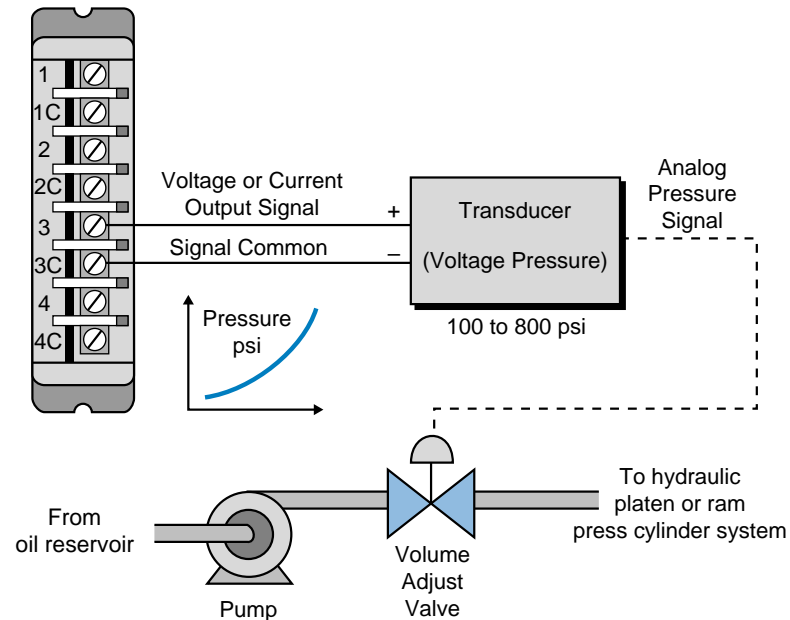 1
1C
2
2C
3
3C
4
4C
Voltage or Current
Output Signal
Signal Common
+
–
Transducer
(Voltage Pressure)
100 to 800 psi
Analog
Pressure
Signal
Pressure
psi
From
oil reservoir
Pump
Volume
Adjust
Valve
To hydraulic
platen or ram
press cylinder system